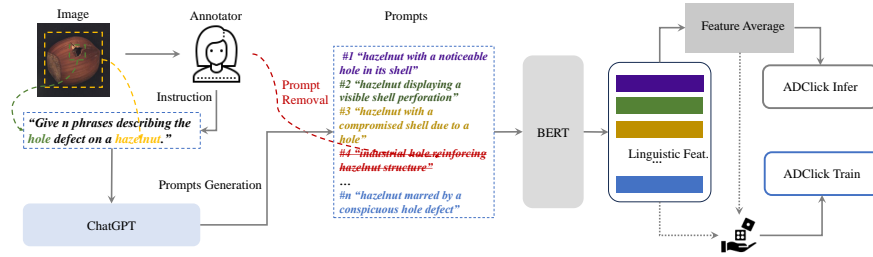 Image
Annotator
Prompts
Feature Average
Instruction
Prompt
Removal
“Give n phrases describing the
hole defect on a hazelnut.”
Prompts Generation
ChatGPT
#1 “hazelnut with a noticeable
hole in its shell”
#2 “hazelnut displaying a
visible shell perforation”
#3 “hazelnut with a
compromised shell due to a
hole”
#4 “industrial hole reinforcing
hazelnut structure”
...
#n “hazelnut marred by a
conspicuous hole defect”
BERT
Linguistic Feat.
...
ADClick Infer
ADClick Train